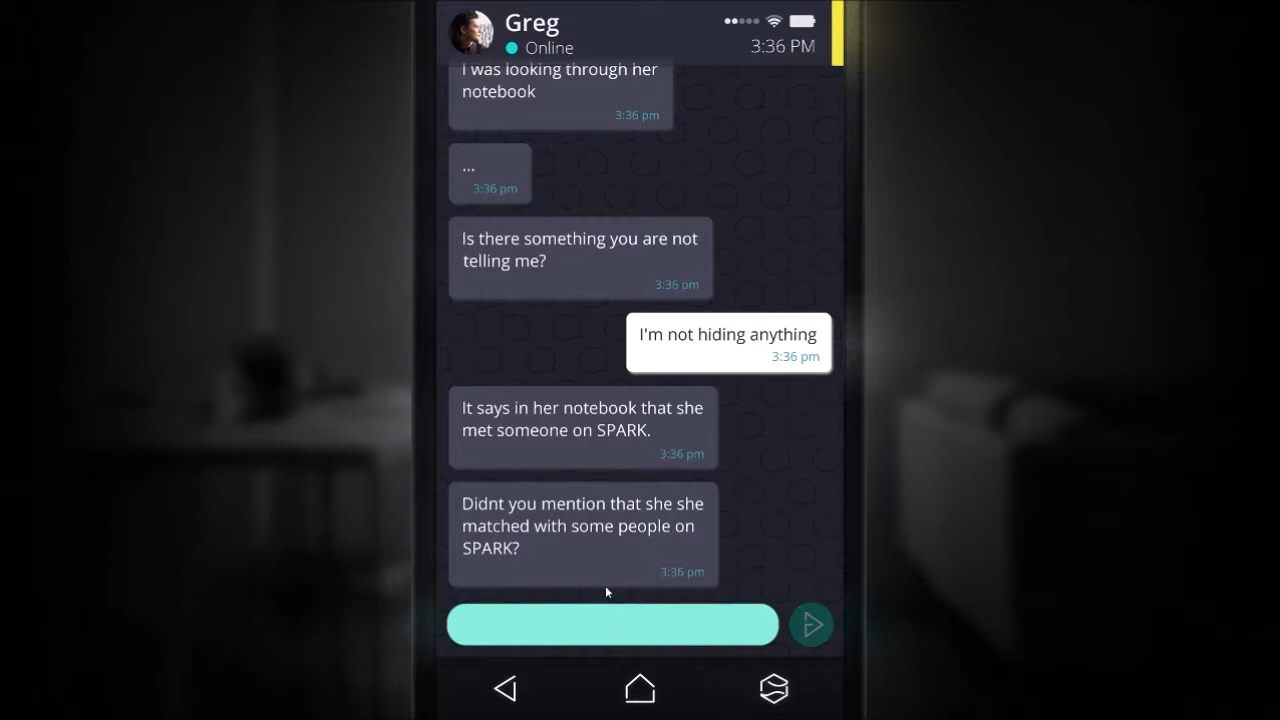 Greg
Online
3:36 PM
I was looking through her
notebook
3:36 pm
...
3:36 pm
Is there something you are not
telling me?
3:36 pm
I'm not hiding anything
3:36 pm
It says in her notebook that she
met someone on SPARK.
3:36 pm
Didnt you mention that she she
matched with some people on
SPARK?
3:36 pm